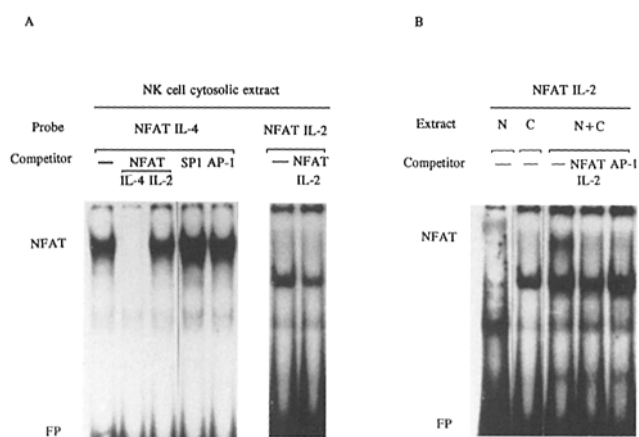 A
NK cell cytosolic extract
Probe NFAT IL-4 NFAT IL-2
Competitor — NFAT SP1 AP-1 — NFAT
IL-4 IL-2 IL-2
NFAT
FP
B
NFAT IL-2
Extract N C N+C
Competitor — — — NFAT AP-1
IL-2
NFAT
FP